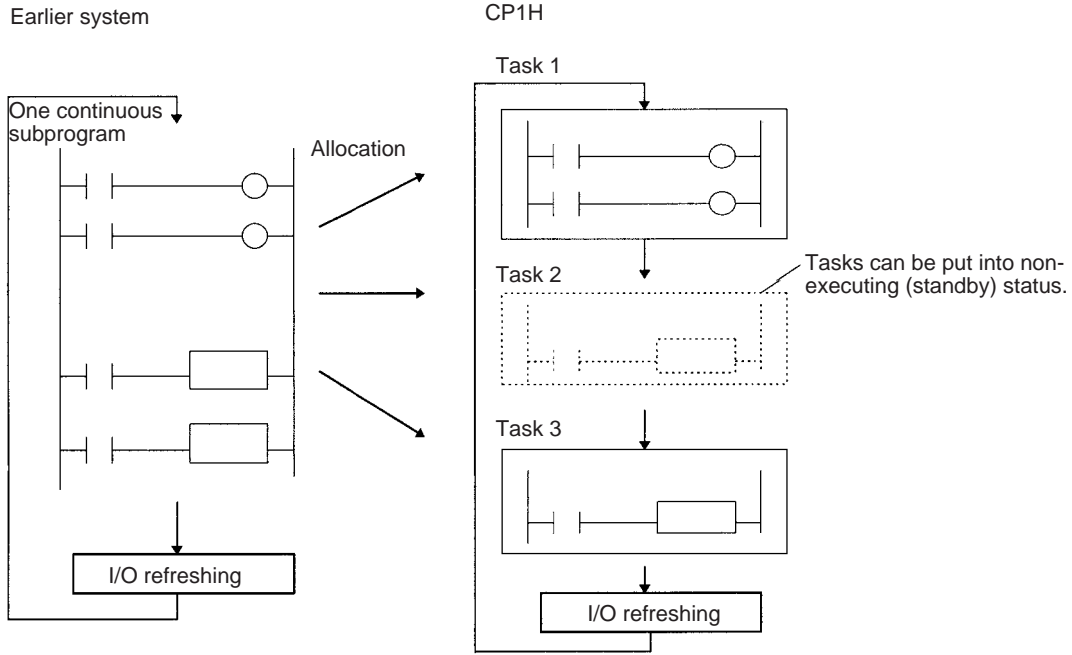 Earlier system
One continuous
subprogram
Allocation
I/O refreshing
CP1H
Task 1
Task 2
Tasks can be put into non-
executing (standby) status.
Task 3
I/O refreshing